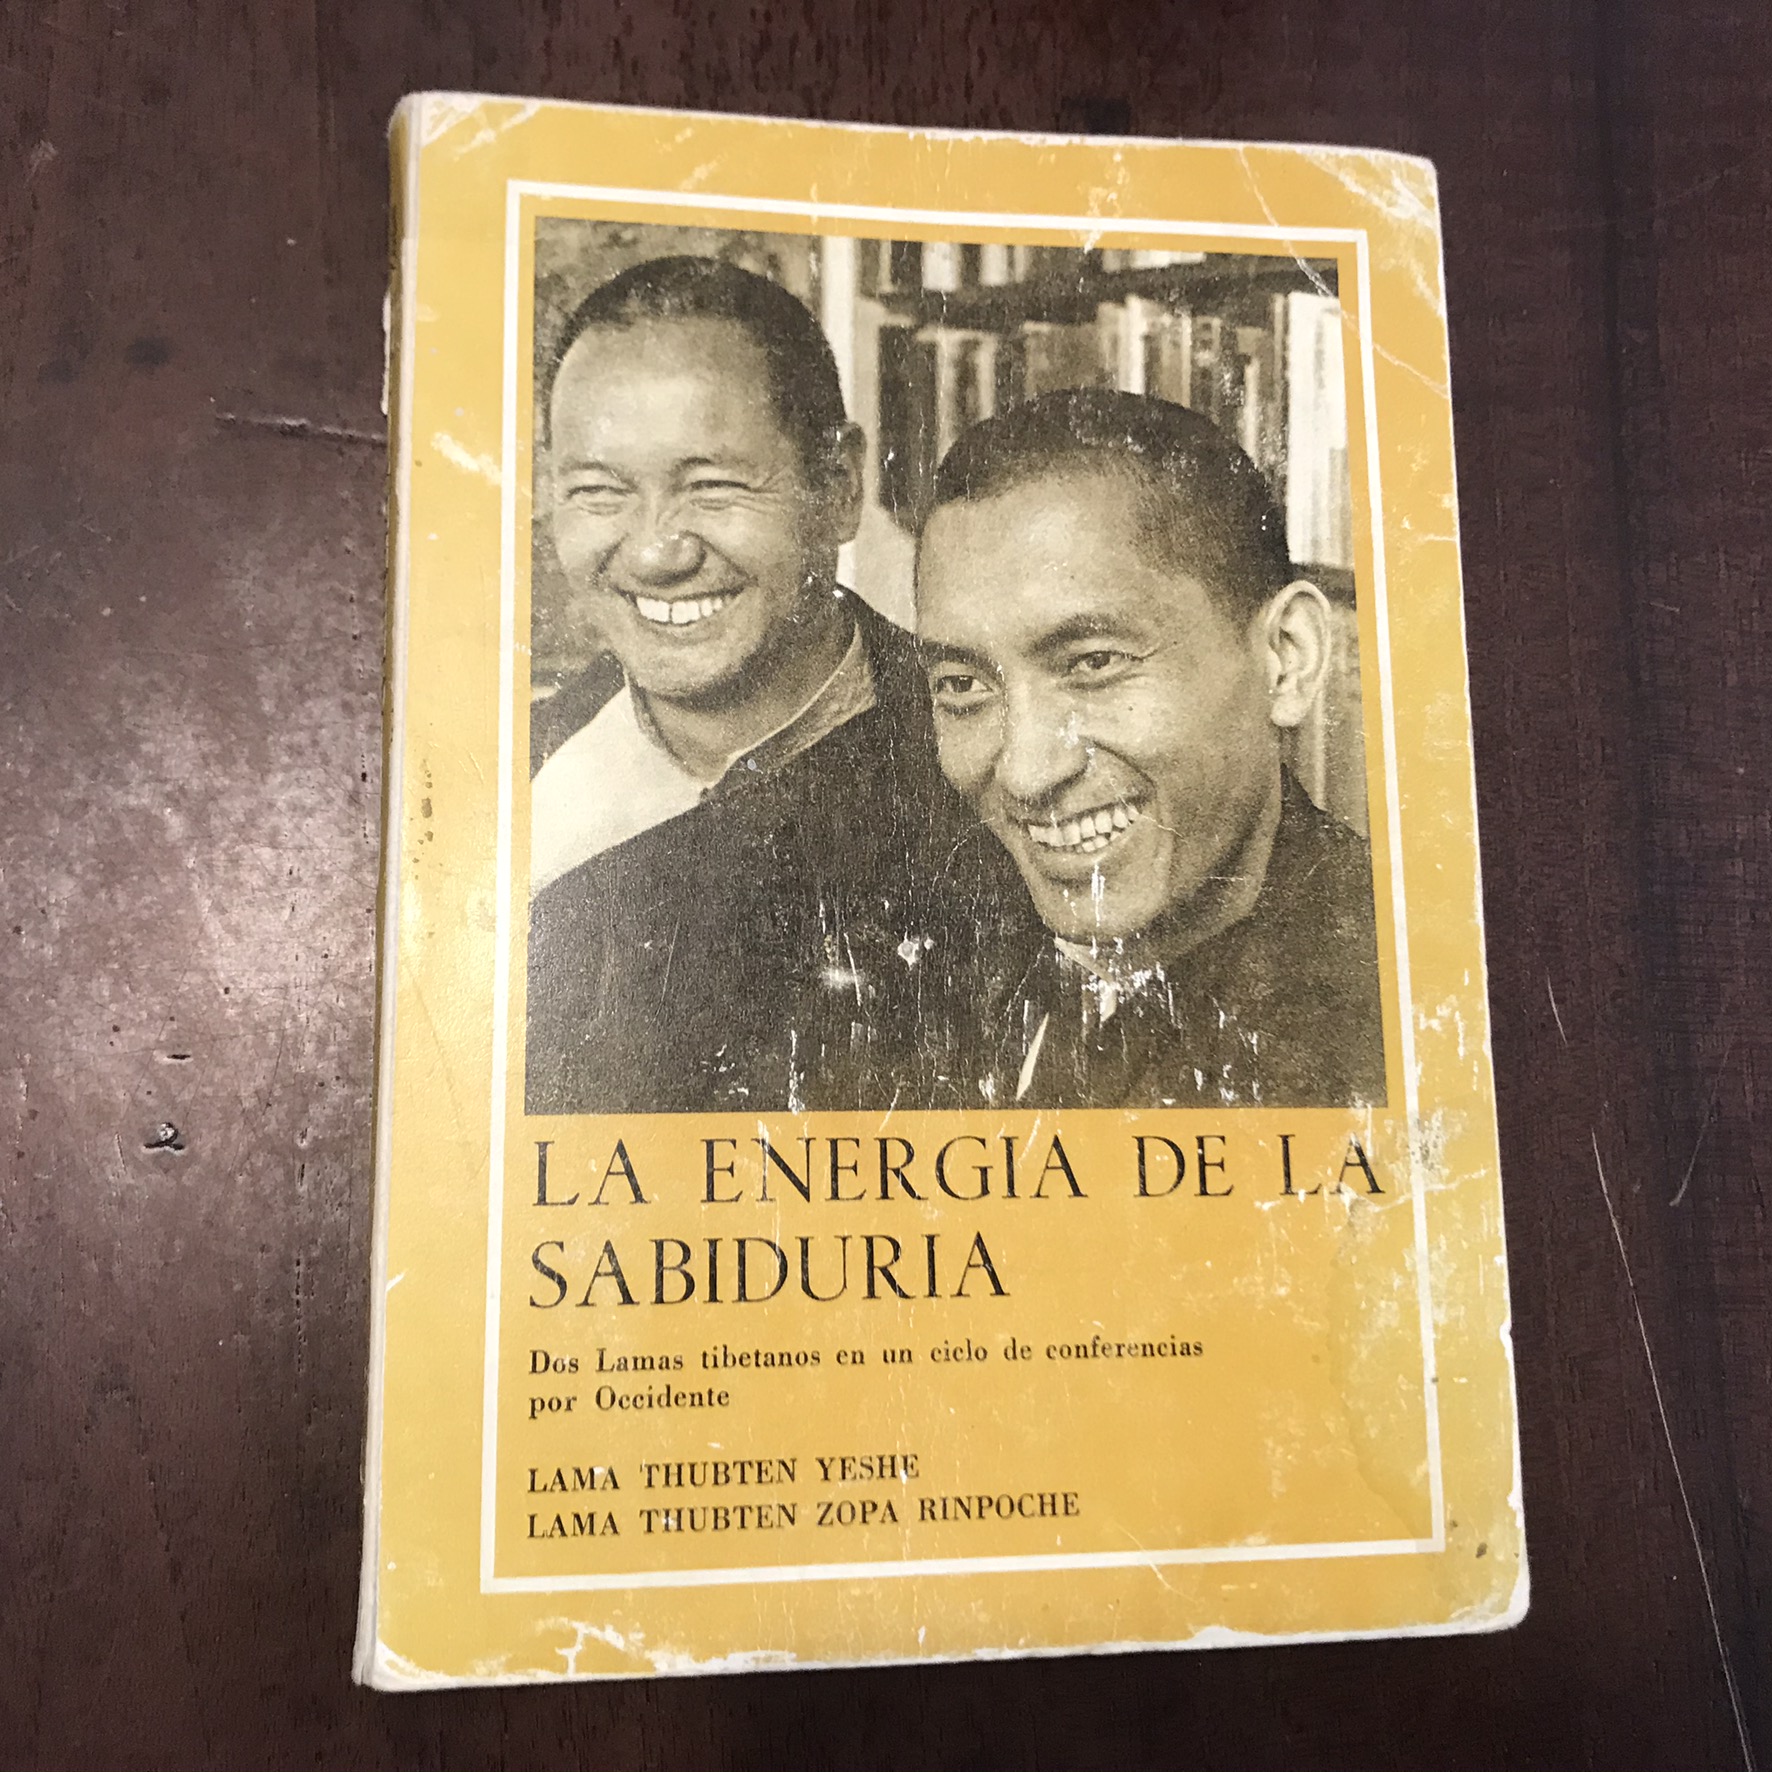 LA ENERGIA DE LA
SABIDURIA
Dos Lamas tibetanos en un ciclo de conferencias
por Occidente
LAMA THUBTEN YESHE
LAMA THUBTEN ZOPA RINPOCHE